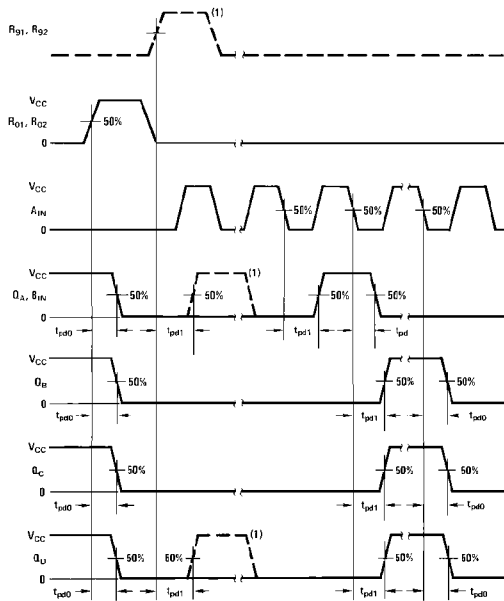 (1)
R91, R92
VCC
R01, R02
50%
0
VCC
AIN
50%
50%
50%
0
VCC
(1)
QA, BIN
50%
50%
50%
50%
0
tpd0
tpd1
tpd1
tpd
VCC
QB
50%
50%
50%
0
tpd0
tpd1
tpd0
VCC
QC
50%
50%
50%
0
tpd0
tpd1
tpd0
VCC
(1)
QD
50%
60%
50%
50%
0
tpd0
tpd1
tpd1
tpd0